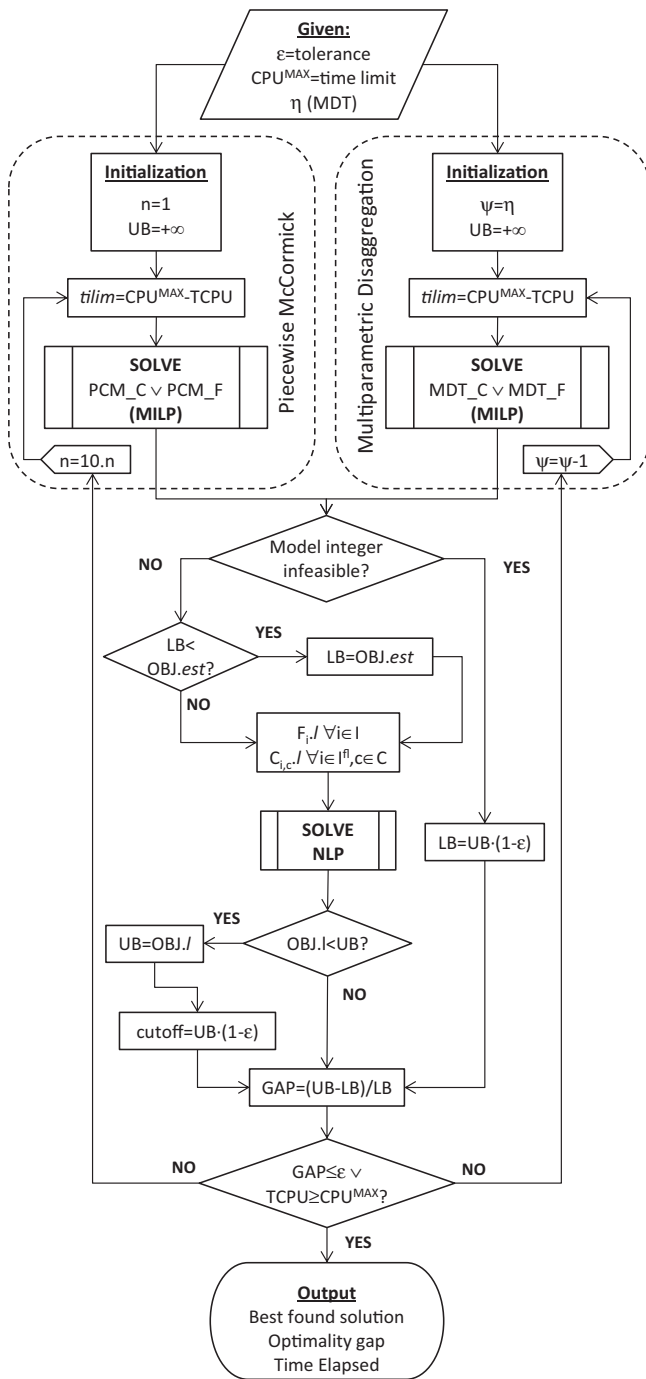 Given:
ε=tolerance
CPU^MAX=time limit
η (MDT)
Initialization
n=1
UB=+∞
tilim=CPU^MAX-TCPU
SOLVE
PCM_C ∨ PCM_F
(MILP)
n=10.n
Piecewise McCormick
Multiparametric Disaggregation
Initialization
ψ=η
UB=+∞
tilim=CPU^MAX-TCPU
SOLVE
MDT_C ∨ MDT_F
(MILP)
ψ=ψ-1
Model integer
infeasible?
NO
YES
LB<
OBJ.est?
YES
NO
LB=OBJ.est
F_i.l ∀i∈I
C_i,c.l ∀i∈I^fl,c∈C
SOLVE
NLP
LB=UB·(1-ε)
OBJ.l<UB?
YES
NO
UB=OBJ.l
cutoff=UB·(1-ε)
GAP=(UB-LB)/LB
GAP≤ε ∨
TCPU≥CPU^MAX?
NO
NO
YES
Output
Best found solution
Optimality gap
Time Elapsed